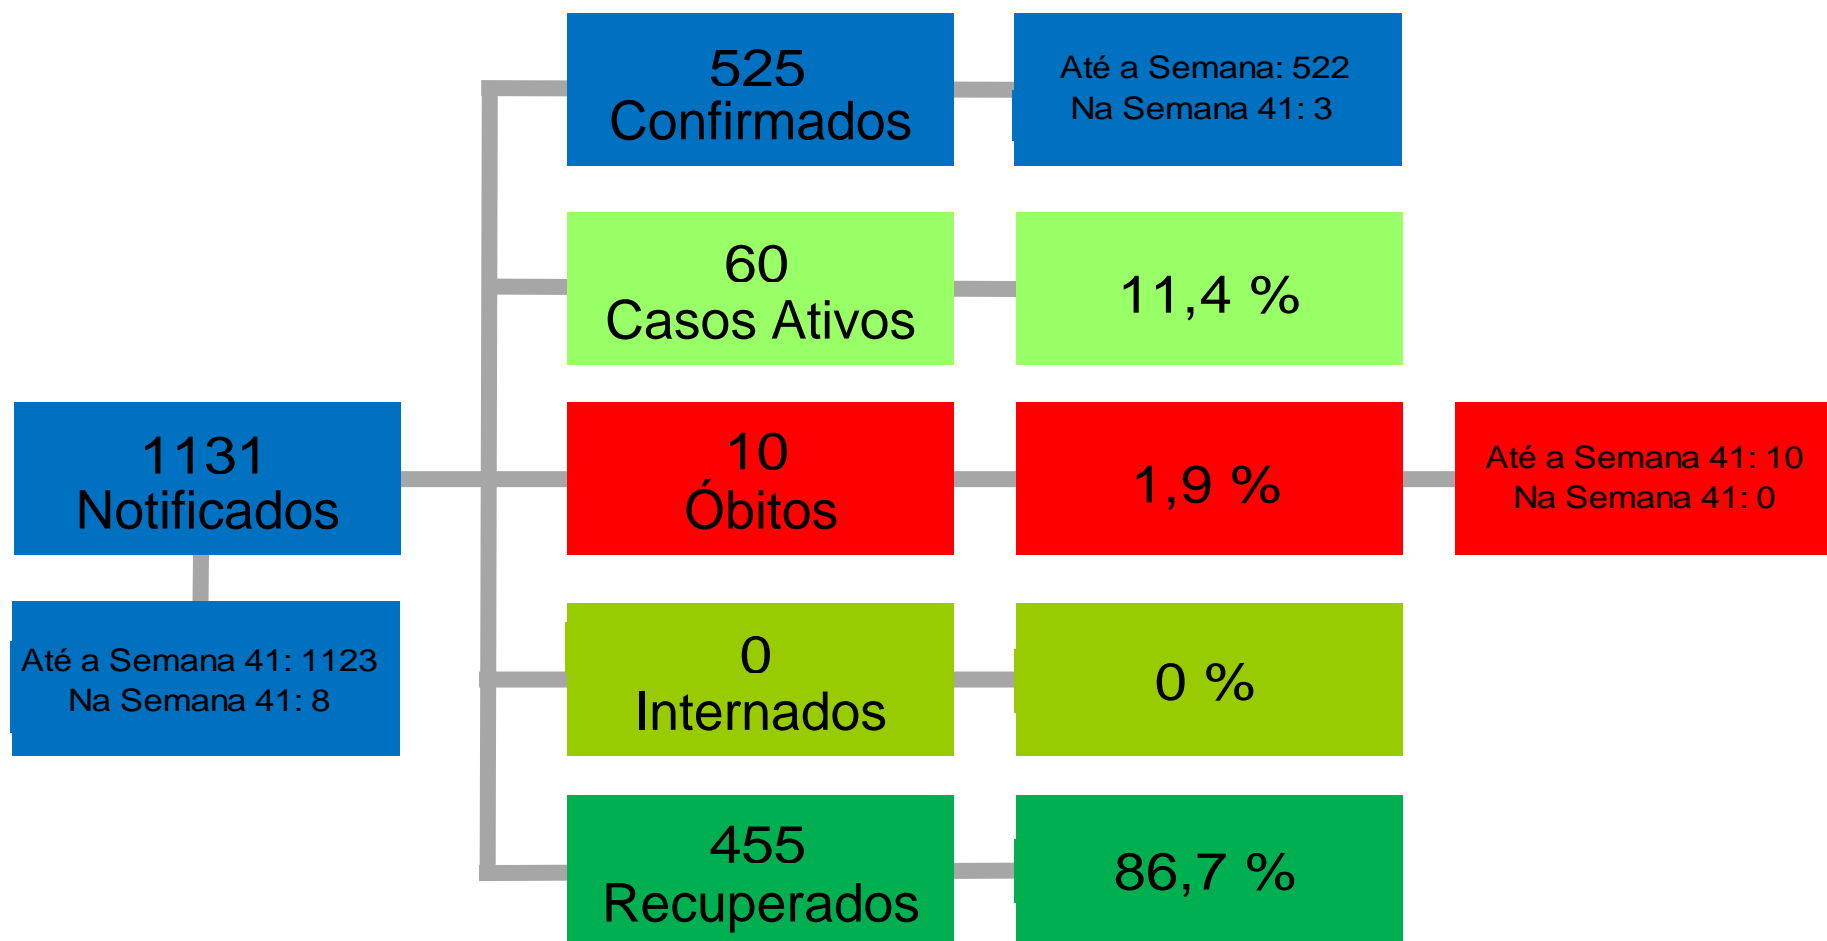 525
Confirmados
Até a Semana: 522
Na Semana 41: 3
60
Casos Ativos
11,4 %
1131
Notificados
10
Óbitos
1,9 %
Até a Semana 41: 10
Na Semana 41: 0
Até a Semana 41: 1123
Na Semana 41: 8
0
Internados
0 %
455
Recuperados
86,7 %